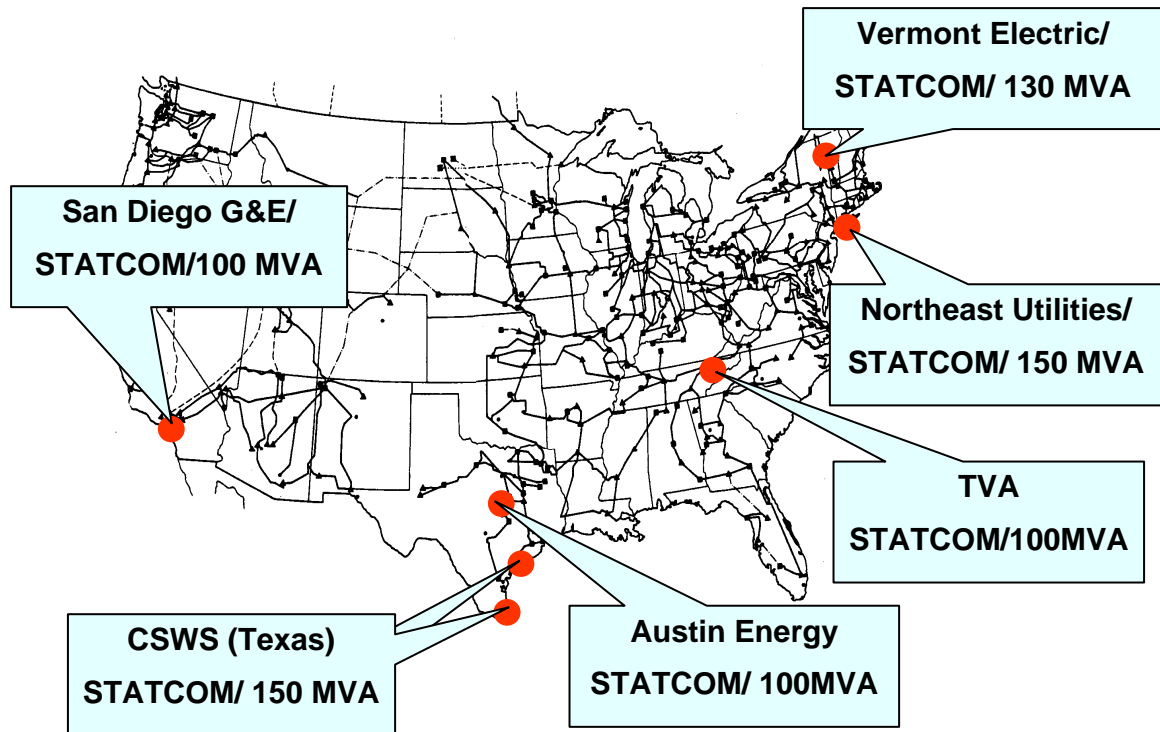 Vermont Electric/
STATCOM/ 130 MVA
San Diego G&E/
STATCOM/100 MVA
Northeast Utilities/
STATCOM/ 150 MVA
TVA
STATCOM/100MVA
CSWS (Texas)
STATCOM/ 150 MVA
Austin Energy
STATCOM/ 100MVA